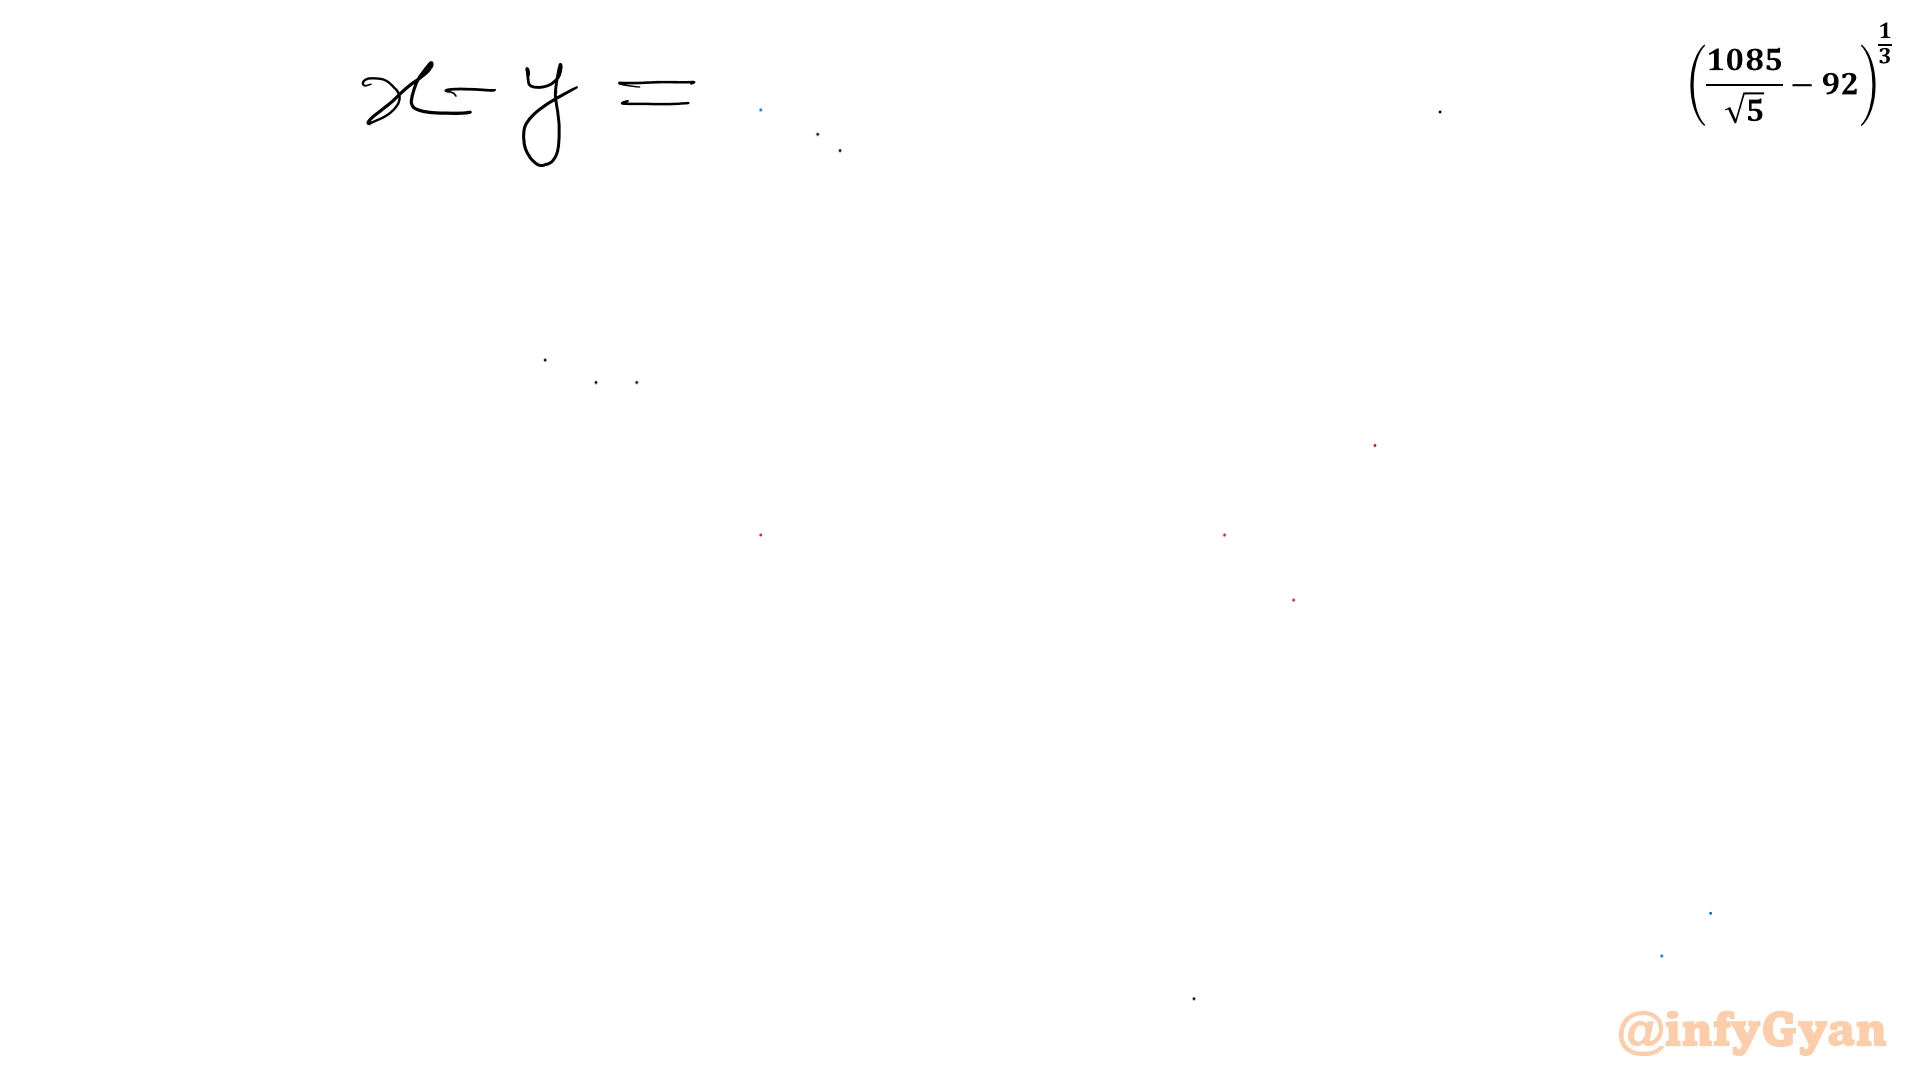 x - y =
(1085/√5 - 92)^(1/3)
@infyGyan